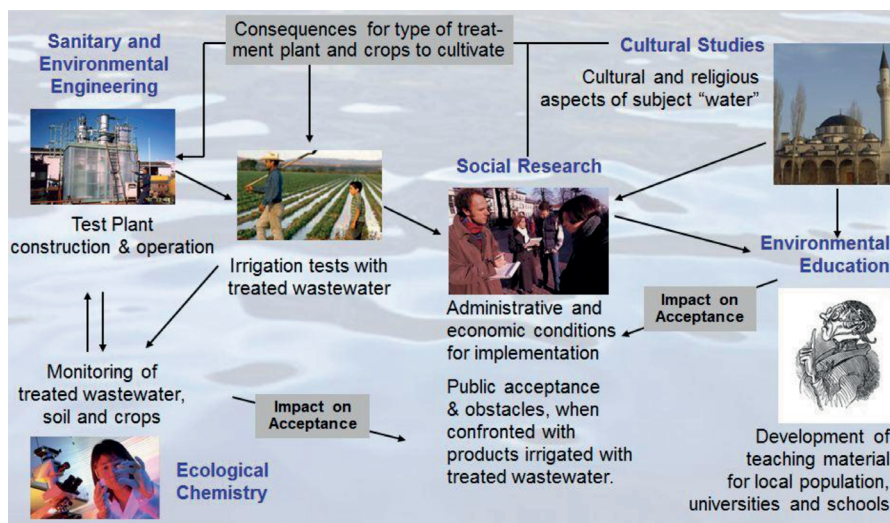 Sanitary and
Environmental
Engineering
Consequences for type of treat-
ment plant and crops to cultivate
Cultural Studies
Cultural and religious
aspects of subject “water”
Social Research
Test Plant
construction & operation
Irrigation tests with
treated wastewater
Environmental
Education
Administrative and
economic conditions
for implementation
Impact on
Acceptance
Monitoring of
treated wastewater,
soil and crops
Impact on
Acceptance
Public acceptance
& obstacles, when
confronted with
products irrigated with
treated wastewater.
Ecological
Chemistry
Development of
teaching material
for local population,
universities and schools